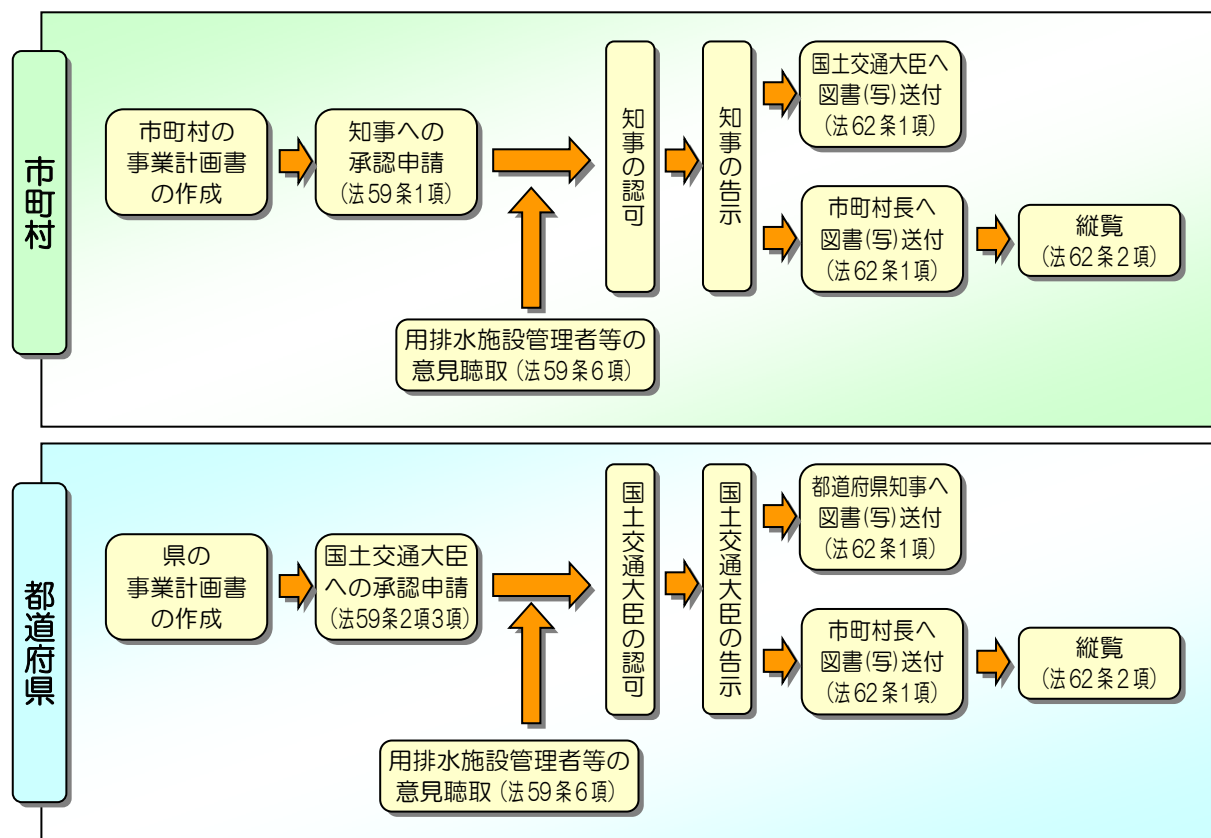 市町村
市町村の
事業計画書
の作成
知事への
承認申請
(法59条1項)
用排水施設管理者等の
意見聴取(法59条6項)
知事の認可
知事の告示
国土交通大臣へ
図書(写)送付
(法62条1項)
市町村長へ
図書(写)送付
(法62条1項)
縦覧
(法62条2項)
都道府県
県の
事業計画書
の作成
国土交通大臣
への承認申請
(法59条2項3項)
用排水施設管理者等の
意見聴取(法59条6項)
国土交通大臣の認可
国土交通大臣の告示
都道府県知事へ
図書(写)送付
(法62条1項)
市町村長へ
図書(写)送付
(法62条1項)
縦覧
(法62条2項)